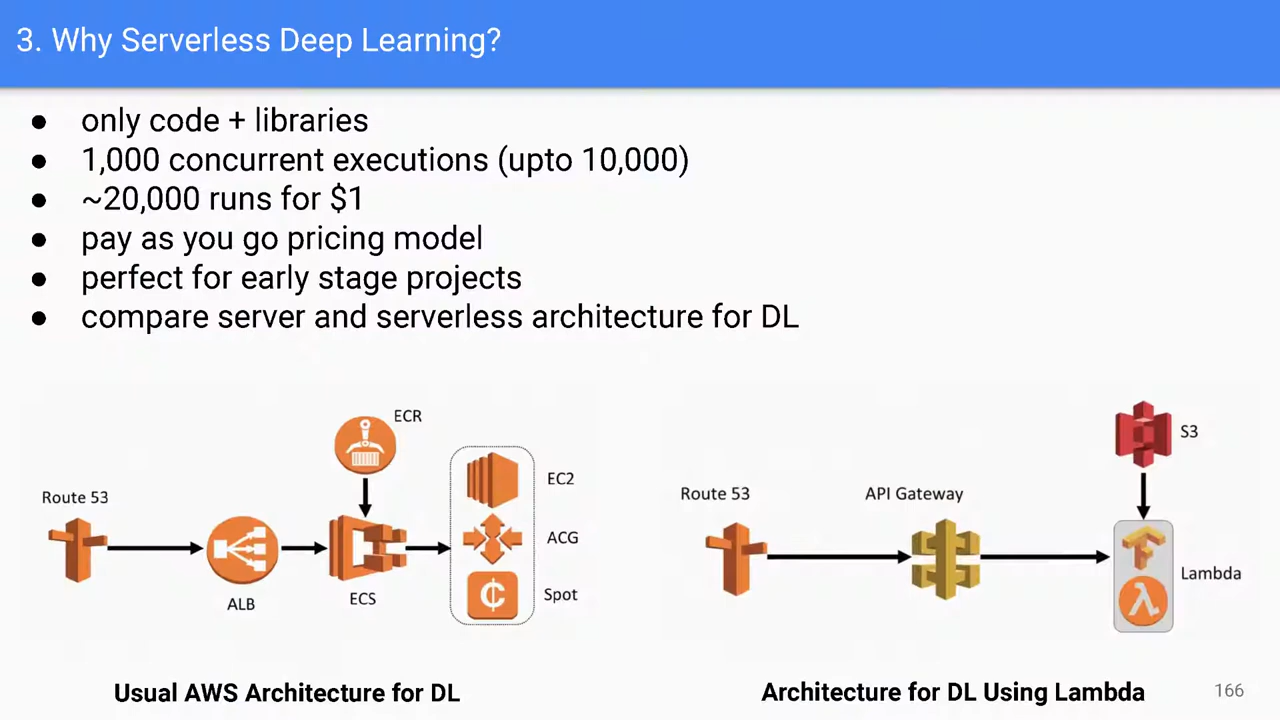 3. Why Serverless Deep Learning?
● only code + libraries
● 1,000 concurrent executions (upto 10,000)
● ~20,000 runs for $1
● pay as you go pricing model
● perfect for early stage projects
● compare server and serverless architecture for DL
ECR
Route 53
EC2
ACG
Spot
ALB
ECS
Usual AWS Architecture for DL
S3
Route 53
API Gateway
Lambda
Architecture for DL Using Lambda
166